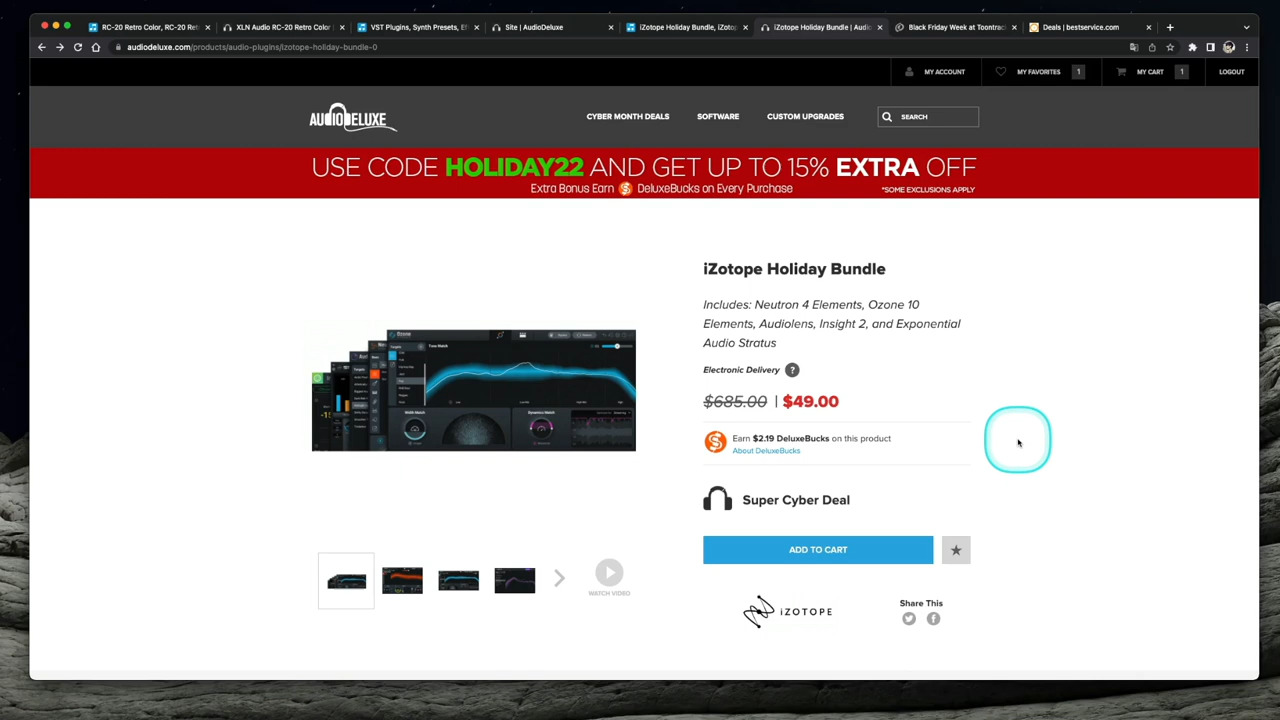 RC-20 Retro Color, RC-20 Ret
XLN Audio RC-20 Retro Color
VST Plugins, Synth Presets, Ef
Site | AudioDeluxe
iZotope Holiday Bundle, iZoto
iZotope Holiday Bundle | Audi
Black Friday Week at Toontrac
Deals | bestservice.com
audiodeluxe.com/products/audio-plugins/izotope-holiday-bundle-0
MY ACCOUNT
MY FAVORITES 1
MY CART 1
LOGOUT
AUDIODELUXE
CYBER MONTH DEALS
SOFTWARE
CUSTOM UPGRADES
SEARCH
USE CODE HOLIDAY22 AND GET UP TO 15% EXTRA OFF
Extra Bonus Earn DeluxeBucks on Every Purchase
*SOME EXCLUSIONS APPLY
iZotope Holiday Bundle
Includes: Neutron 4 Elements, Ozone 10
Elements, Audiolens, Insight 2, and Exponential
Audio Stratus
Electronic Delivery ?
$685.00 | $49.00
Earn $2.19 DeluxeBucks on this product
About DeluxeBucks
Super Cyber Deal
ADD TO CART
WATCH VIDEO
iZOTOPE
Share This